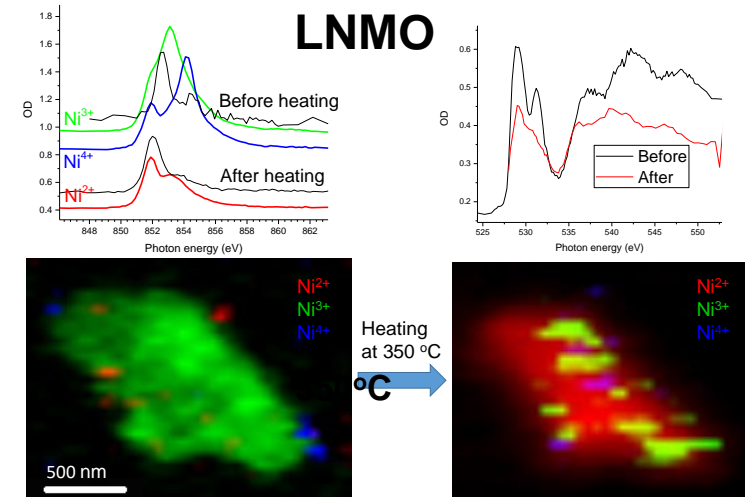 LNMO
1.8
1.6
1.4
1.2
1.0
0.8
0.6
0.4
OD
Ni³⁺
Before heating
Ni⁴⁺
After heating
Ni²⁺
848 850 852 854 856 858 860 862
Photon energy (eV)
0.6
0.5
0.4
0.3
0.2
OD
Before
After
525 530 535 540 545 550
Photon energy (eV)
Ni²⁺
Ni³⁺
Ni⁴⁺
500 nm
Heating
at 350 ºC
ºC
Ni²⁺
Ni³⁺
Ni⁴⁺